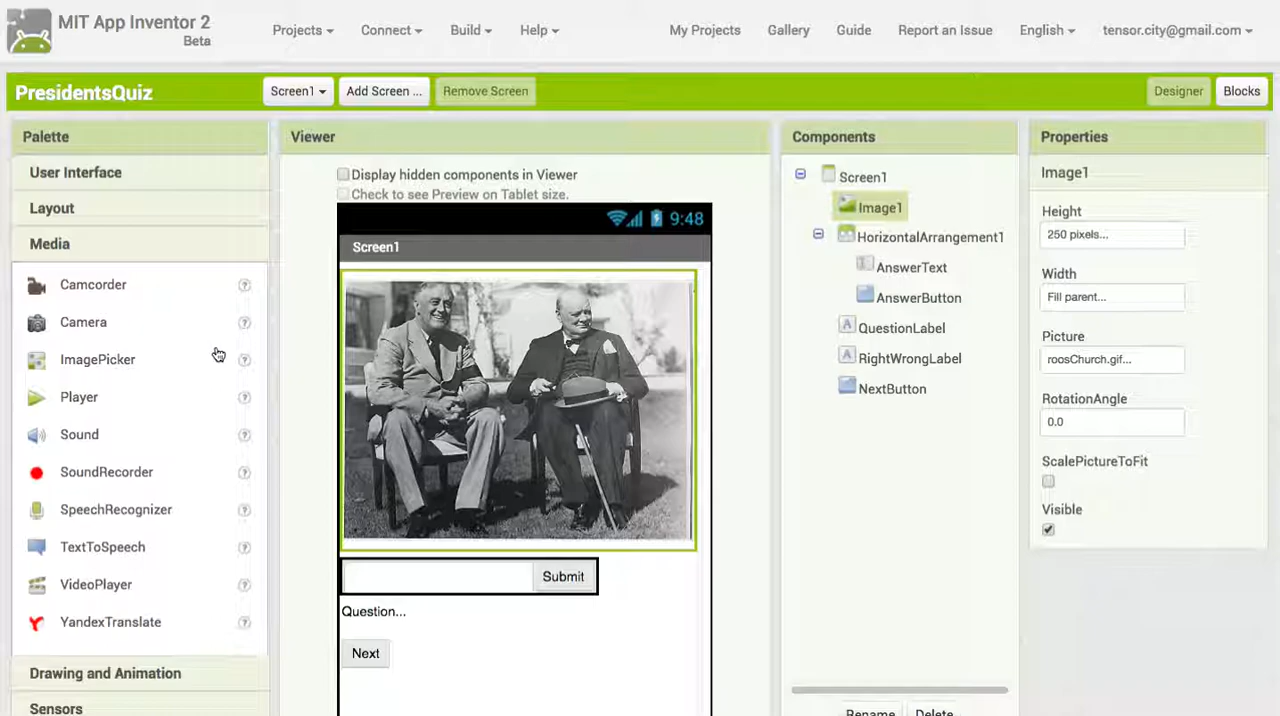 MIT App Inventor 2
Beta
Projects
Connect
Build
Help
My Projects
Gallery
Guide
Report an Issue
English
tensor.city@gmail.com
PresidentsQuiz
Screen1
Add Screen ...
Remove Screen
Designer
Blocks
Palette
User Interface
Layout
Media
Camcorder
Camera
ImagePicker
Player
Sound
SoundRecorder
SpeechRecognizer
TextToSpeech
VideoPlayer
YandexTranslate
Drawing and Animation
Sensors
Viewer
Display hidden components in Viewer
Check to see Preview on Tablet size.
9:48
Screen1
Submit
Question...
Next
Components
Screen1
Image1
HorizontalArrangement1
AnswerText
AnswerButton
QuestionLabel
RightWrongLabel
NextButton
Rename
Delete
Properties
Image1
Height
250 pixels...
Width
Fill parent...
Picture
roosChurch.gif...
RotationAngle
0.0
ScalePictureToFit
Visible